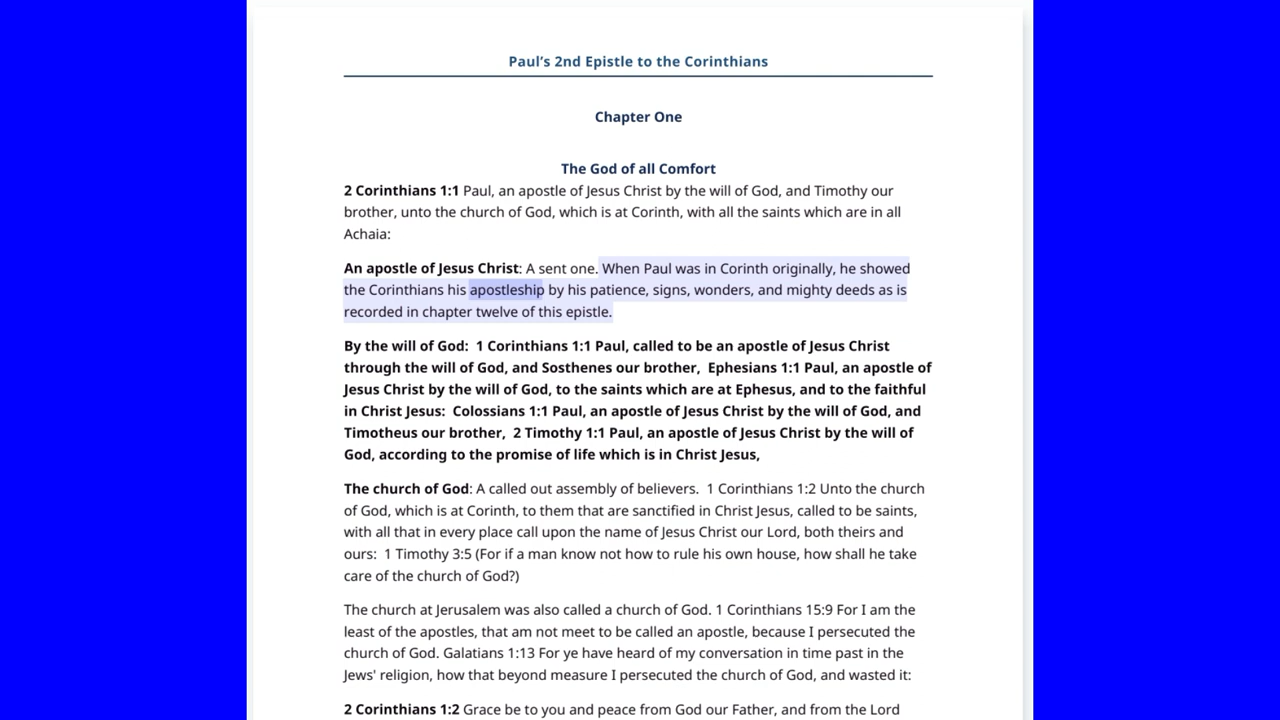 Paul’s 2nd Epistle to the Corinthians
Chapter One
The God of all Comfort
2 Corinthians 1:1 Paul, an apostle of Jesus Christ by the will of God, and Timothy our
brother, unto the church of God, which is at Corinth, with all the saints which are in all
Achaia:
An apostle of Jesus Christ: A sent one. When Paul was in Corinth originally, he showed
the Corinthians his apostleship by his patience, signs, wonders, and mighty deeds as is
recorded in chapter twelve of this epistle.
By the will of God:  1 Corinthians 1:1 Paul, called to be an apostle of Jesus Christ
through the will of God, and Sosthenes our brother,  Ephesians 1:1 Paul, an apostle of
Jesus Christ by the will of God, to the saints which are at Ephesus, and to the faithful
in Christ Jesus:  Colossians 1:1 Paul, an apostle of Jesus Christ by the will of God, and
Timotheus our brother,  2 Timothy 1:1 Paul, an apostle of Jesus Christ by the will of
God, according to the promise of life which is in Christ Jesus,
The church of God: A called out assembly of believers.  1 Corinthians 1:2 Unto the church
of God, which is at Corinth, to them that are sanctified in Christ Jesus, called to be saints,
with all that in every place call upon the name of Jesus Christ our Lord, both theirs and
ours:  1 Timothy 3:5 (For if a man know not how to rule his own house, how shall he take
care of the church of God?)
The church at Jerusalem was also called a church of God. 1 Corinthians 15:9 For I am the
least of the apostles, that am not meet to be called an apostle, because I persecuted the
church of God. Galatians 1:13 For ye have heard of my conversation in time past in the
Jews' religion, how that beyond measure I persecuted the church of God, and wasted it:
2 Corinthians 1:2 Grace be to you and peace from God our Father, and from the Lord